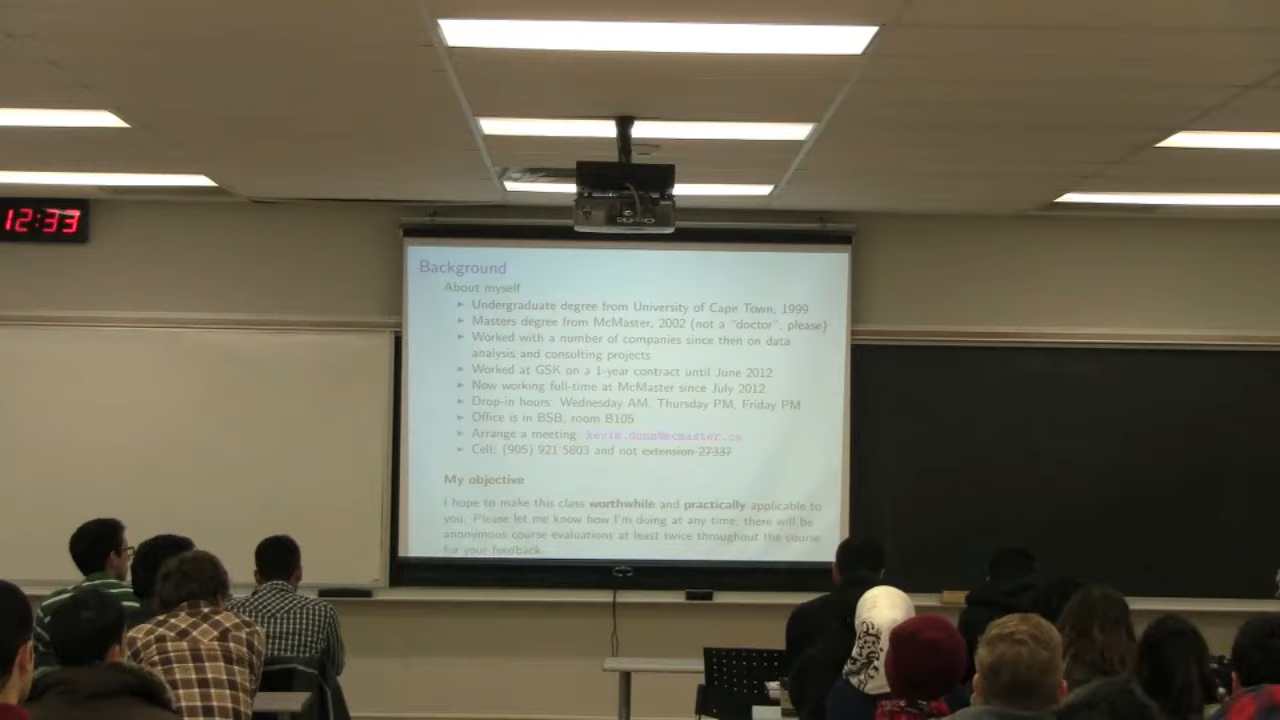 12:33
Background
About myself
► Undergraduate degree from University of Cape Town, 1999
► Masters degree from McMaster, 2002 (not a "doctor", please)
► Worked with a number of companies since then on data
analysis and consulting projects
► Worked at GSK on a 1-year contract until June 2012
► Now working full-time at McMaster since July 2012
► Drop-in hours: Wednesday AM, Thursday PM, Friday PM
► Office is in BSB, room B105
► Arrange a meeting: kevin.dunn@mcmaster.ca
► Cell: (905) 921 5803 and not extension 27337
My objective
I hope to make this class worthwhile and practically applicable to
you. Please let me know how I'm doing at any time; there will be
anonymous course evaluations at least twice throughout the course
for your feedback.